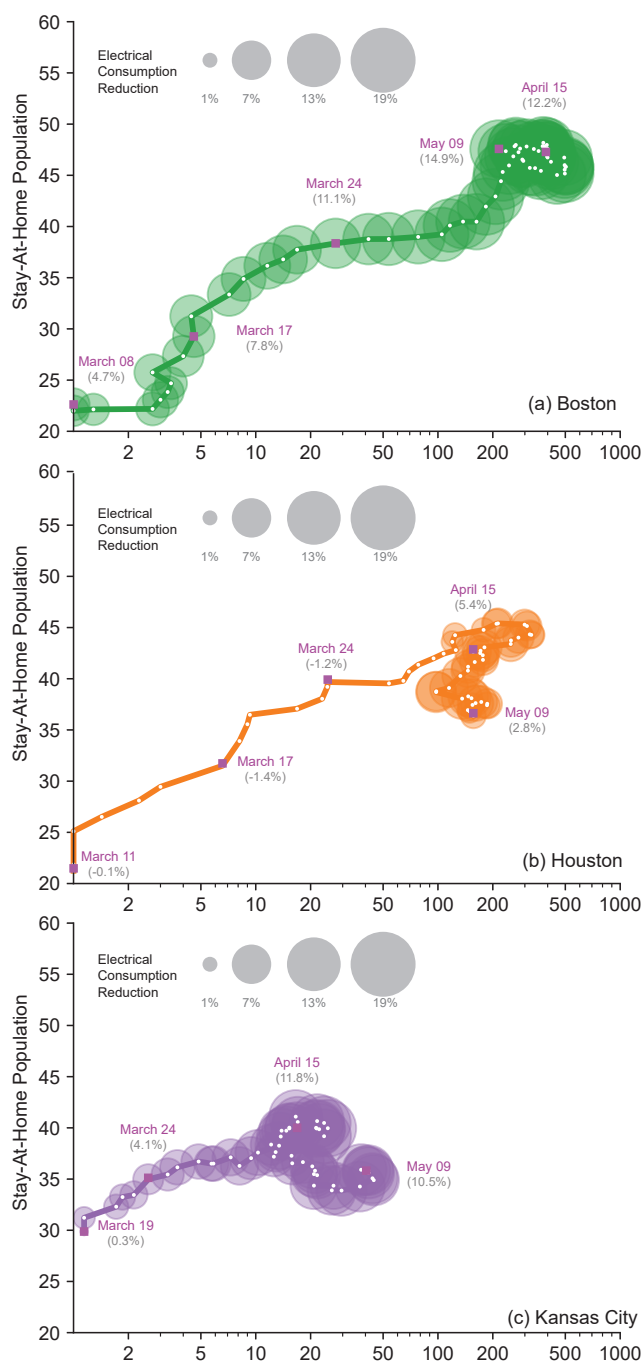 60
55
50
45
40
35
30
25
20
Stay-At-Home Population
Electrical
Consumption
Reduction
1%
7%
13%
19%
April 15
(12.2%)
May 09
(14.9%)
March 24
(11.1%)
March 17
(7.8%)
March 08
(4.7%)
(a) Boston
2
5
10
20
50
100
200
500
1000
60
55
50
45
40
35
30
25
20
Stay-At-Home Population
Electrical
Consumption
Reduction
1%
7%
13%
19%
April 15
(5.4%)
March 24
(-1.2%)
May 09
(2.8%)
March 17
(-1.4%)
March 11
(-0.1%)
(b) Houston
2
5
10
20
50
100
200
500
1000
60
55
50
45
40
35
30
25
20
Stay-At-Home Population
Electrical
Consumption
Reduction
1%
7%
13%
19%
April 15
(11.8%)
March 24
(4.1%)
May 09
(10.5%)
March 19
(0.3%)
(c) Kansas City
2
5
10
20
50
100
200
500
1000